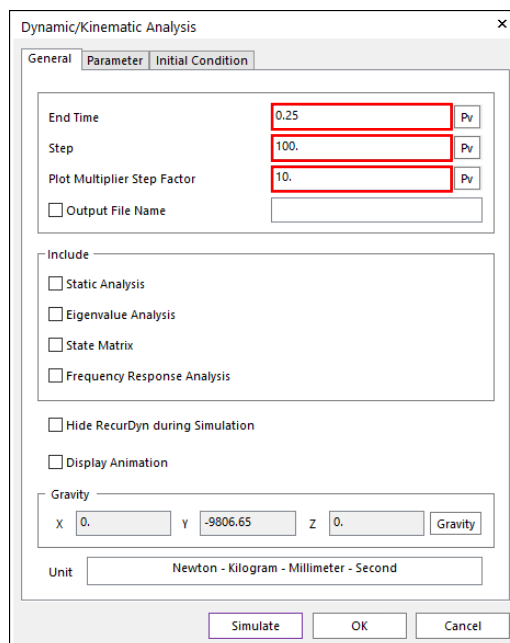 Dynamic/Kinematic Analysis ×
General Parameter Initial Condition
End Time 0.25 Pv
Step 100. Pv
Plot Multiplier Step Factor 10. Pv
Output File Name
Include
Static Analysis
Eigenvalue Analysis
State Matrix
Frequency Response Analysis
Hide RecurDyn during Simulation
Display Animation
Gravity
X 0. Y -9806.65 Z 0. Gravity
Unit Newton - Kilogram - Millimeter - Second
Simulate OK Cancel